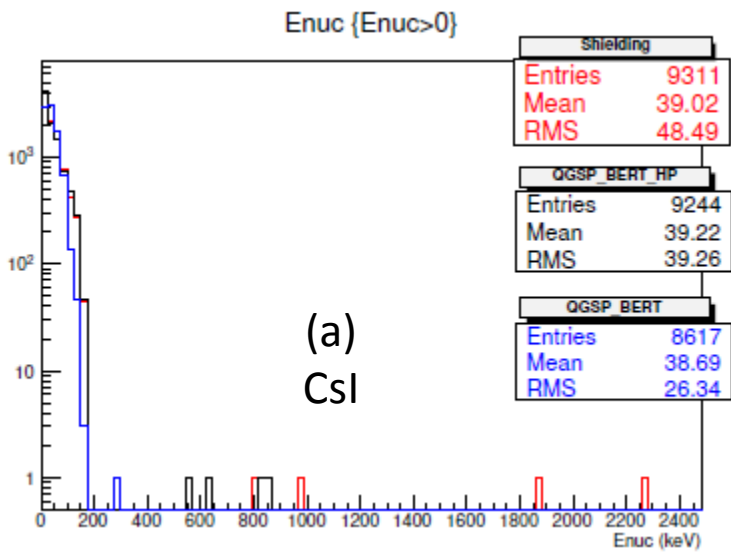 Enuc {Enuc>0}
Shielding
Entries 9311
Mean 39.02
RMS 48.49
QGSP_BERT_HP
Entries 9244
Mean 39.22
RMS 39.26
QGSP_BERT
Entries 8617
Mean 38.69
RMS 26.34
10³
10²
10
1
(a)
CsI
0 200 400 600 800 1000 1200 1400 1600 1800 2000 2200 2400
Enuc (keV)